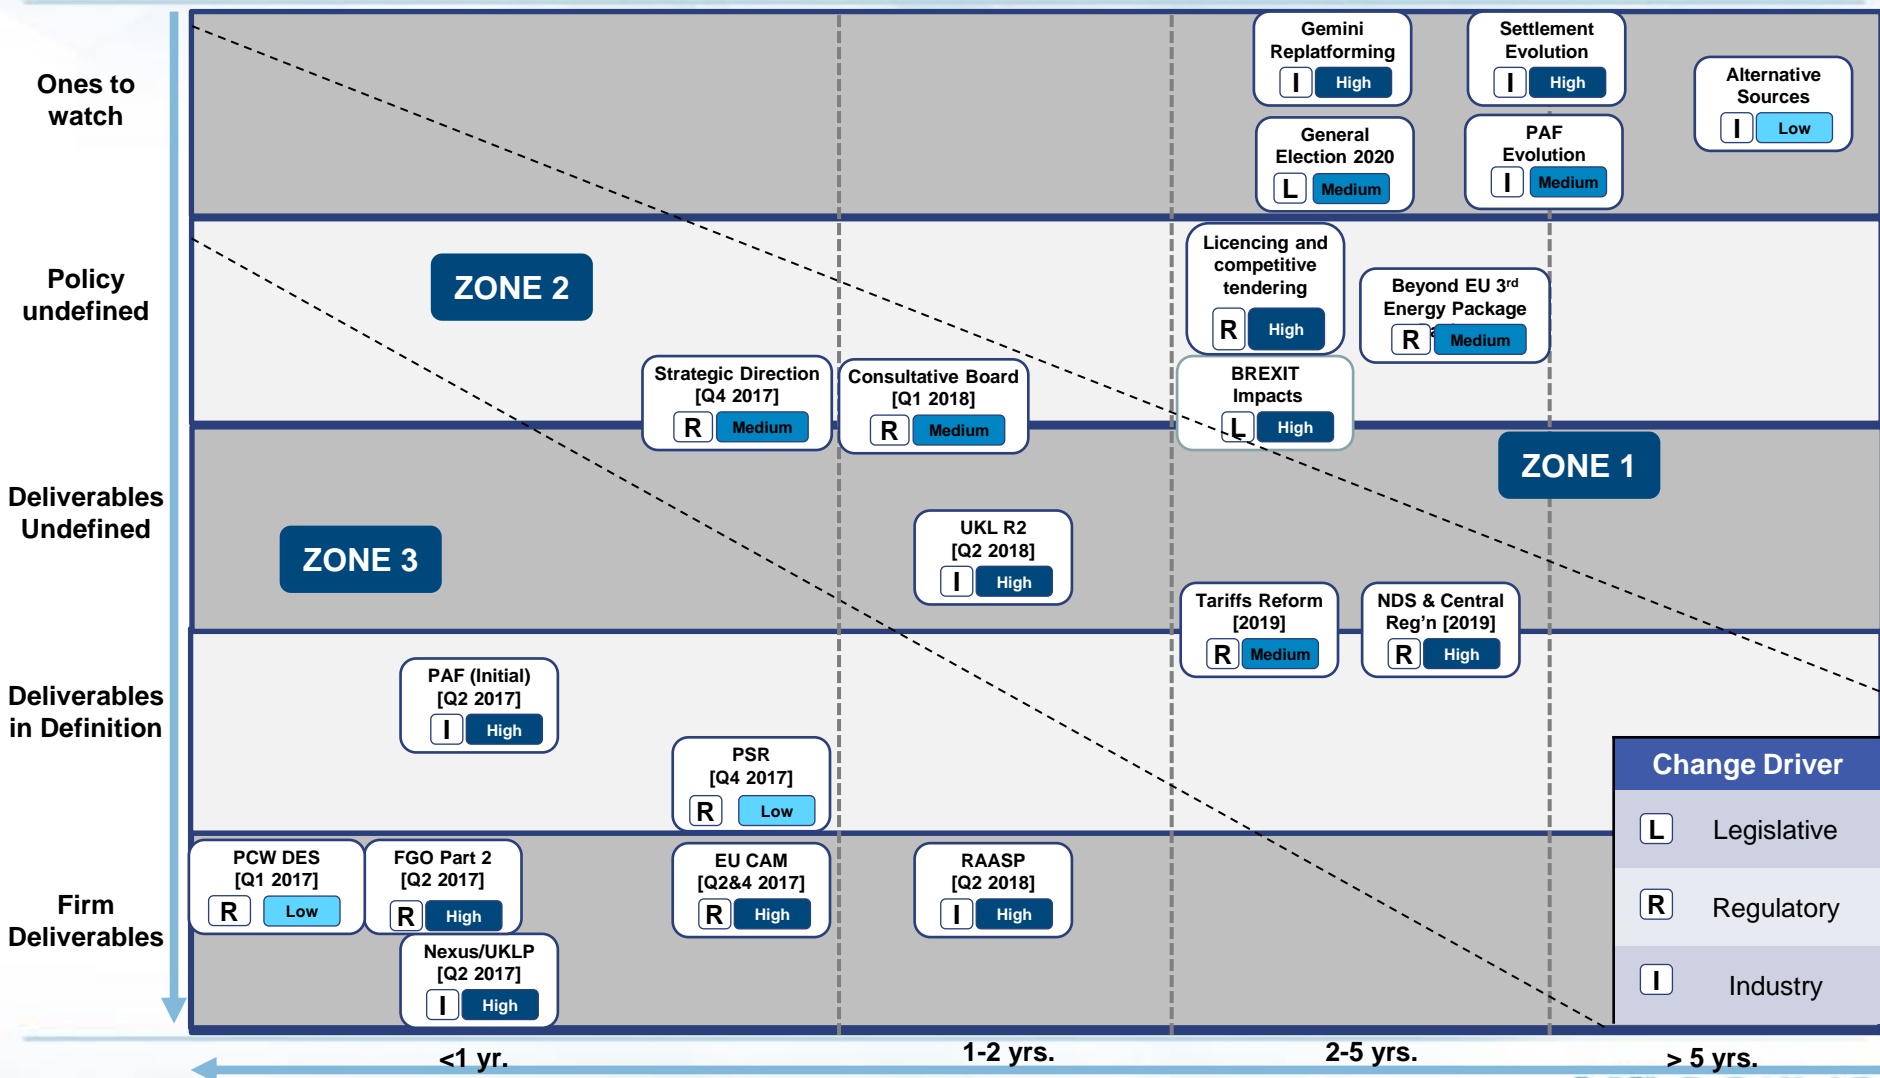 Ones to
watch
Gemini
Replatforming
I High
Settlement
Evolution
I High
Alternative
Sources
I Low
General
Election 2020
L Medium
PAF
Evolution
I Medium
Policy
undefined
ZONE 2
Licencing and
competitive
tendering
R High
Beyond EU 3rd
Energy Package
R Medium
Strategic Direction
[Q4 2017]
R Medium
Consultative Board
[Q1 2018]
R Medium
BREXIT
Impacts
L High
Deliverables
Undefined
ZONE 1
ZONE 3
UKL R2
[Q2 2018]
I High
Tariffs Reform
[2019]
R Medium
NDS & Central
Reg’n [2019]
R High
Deliverables
in Definition
PAF (Initial)
[Q2 2017]
I High
PSR
[Q4 2017]
R Low
Firm
Deliverables
PCW DES
[Q1 2017]
R Low
FGO Part 2
[Q2 2017]
R High
EU CAM
[Q2&4 2017]
R High
RAASP
[Q2 2018]
I High
Nexus/UKLP
[Q2 2017]
I High
Change Driver
L Legislative
R Regulatory
I Industry
<1 yr.
1-2 yrs.
2-5 yrs.
> 5 yrs.